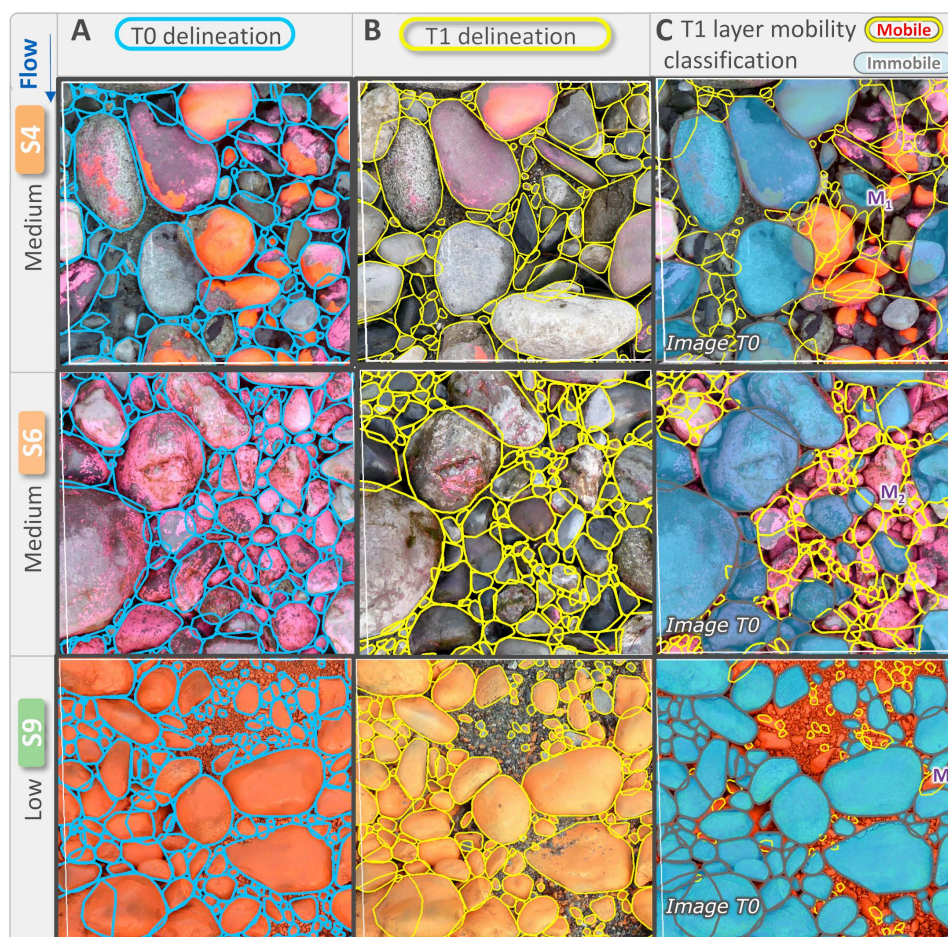 A T0 delineation
B T1 delineation
C T1 layer mobility classification
Mobile
Immobile
Flow
S4
Medium
M1
Image T0
S6
Medium
M2
Image T0
S9
Low
M
Image T0